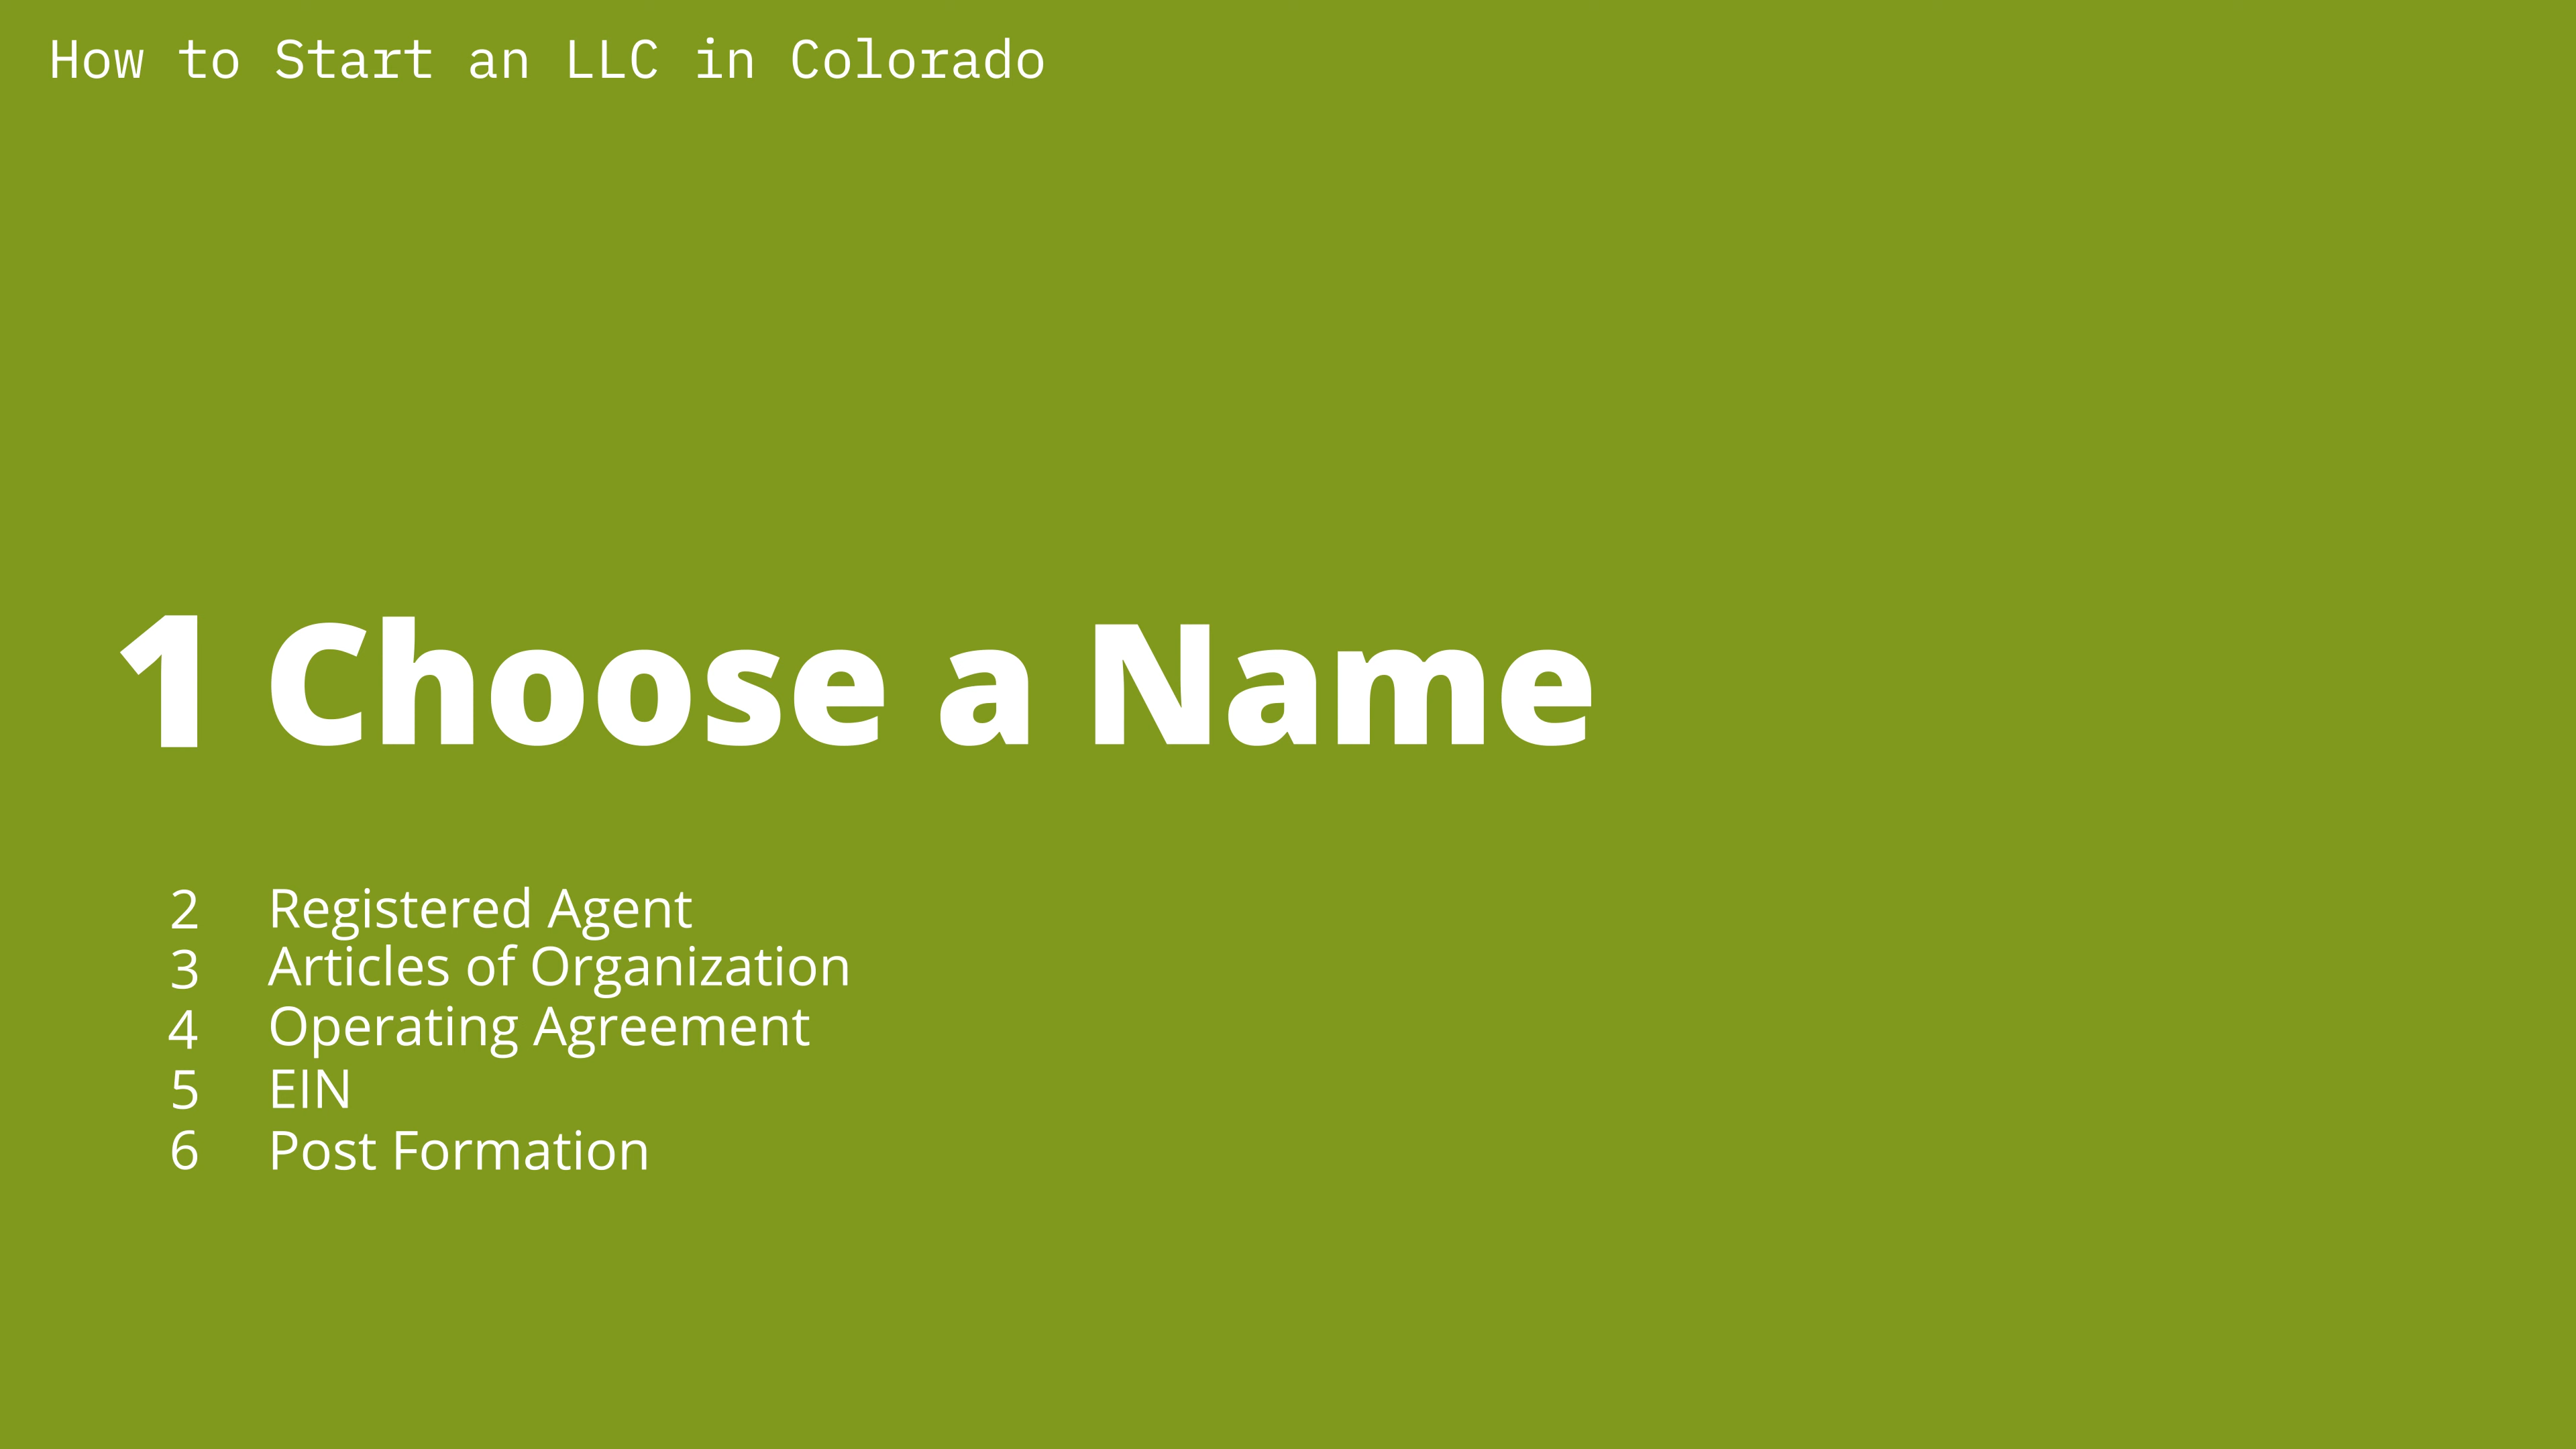 How to Start an LLC in Colorado
1 Choose a Name
2 Registered Agent
3 Articles of Organization
4 Operating Agreement
5 EIN
6 Post Formation